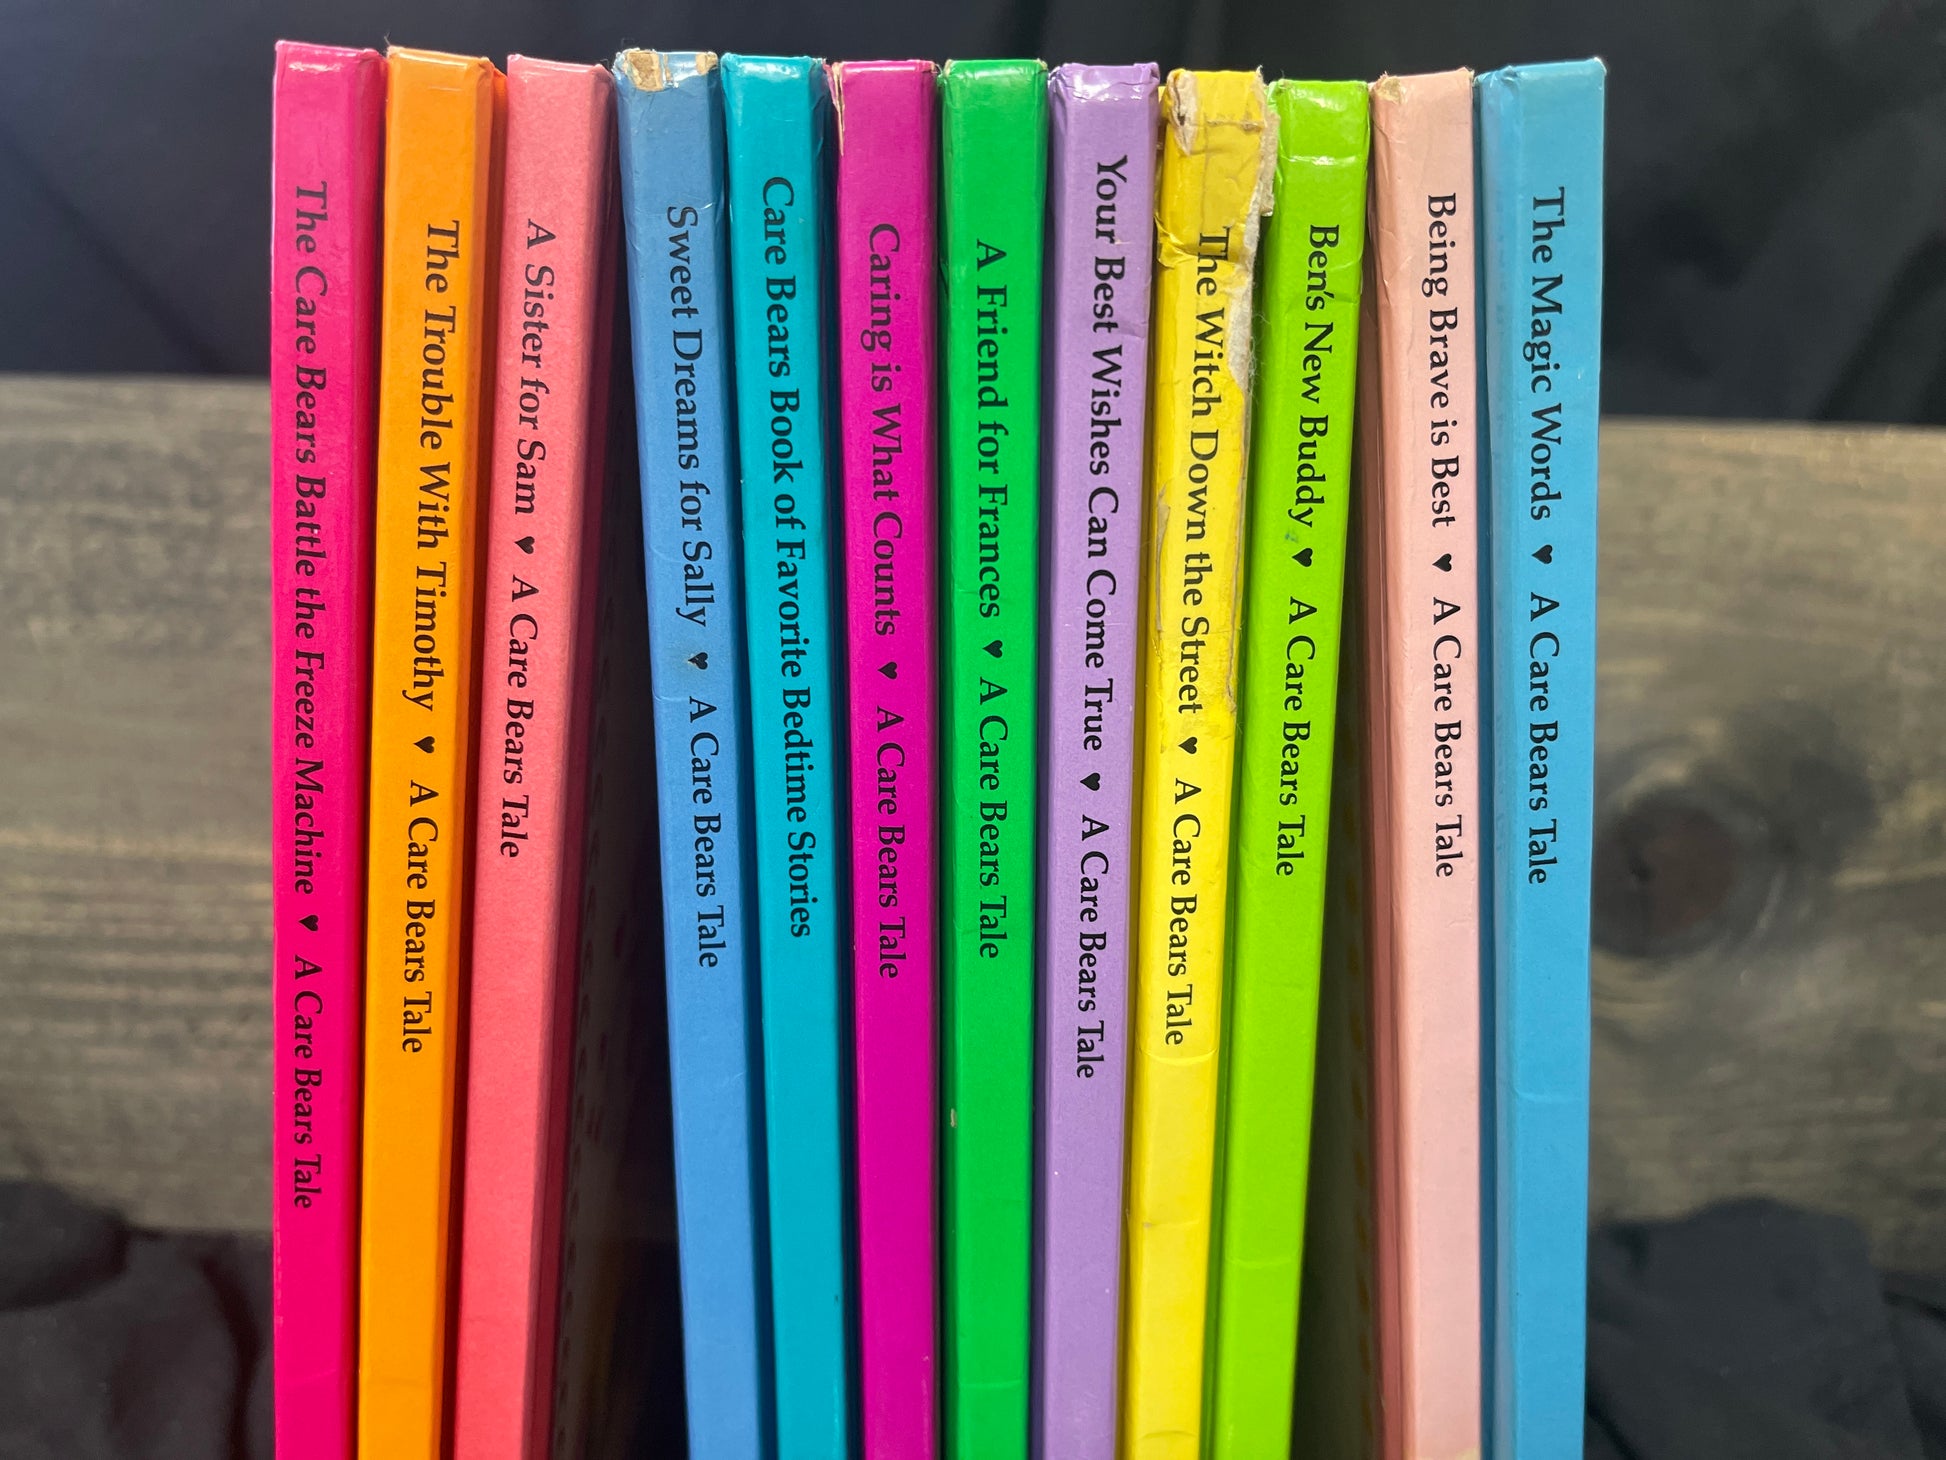 The Care Bears Battle the Freeze Machine ♥ A Care Bears Tale
The Trouble With Timothy ♥ A Care Bears Tale
A Sister for Sam ♥ A Care Bears Tale
Sweet Dreams for Sally ♥ A Care Bears Tale
Care Bears Book of Favorite Bedtime Stories
Caring is What Counts ♥ A Care Bears Tale
A Friend for Frances ♥ A Care Bears Tale
Your Best Wishes Can Come True ♥ A Care Bears Tale
The Witch Down the Street ♥ A Care Bears Tale
Ben's New Buddy ♥ A Care Bears Tale
Being Brave is Best ♥ A Care Bears Tale
The Magic Words ♥ A Care Bears Tale